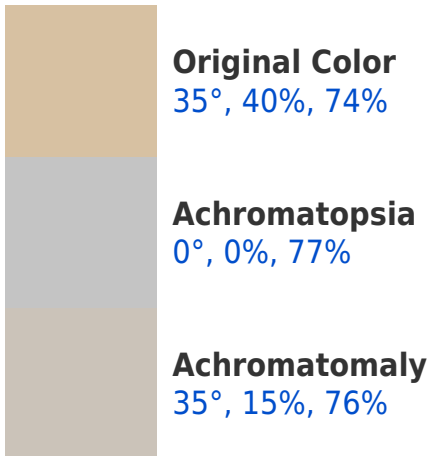 Original Color
35°, 40%, 74%
Achromatopsia
0°, 0%, 77%
Achromatomaly
35°, 15%, 76%